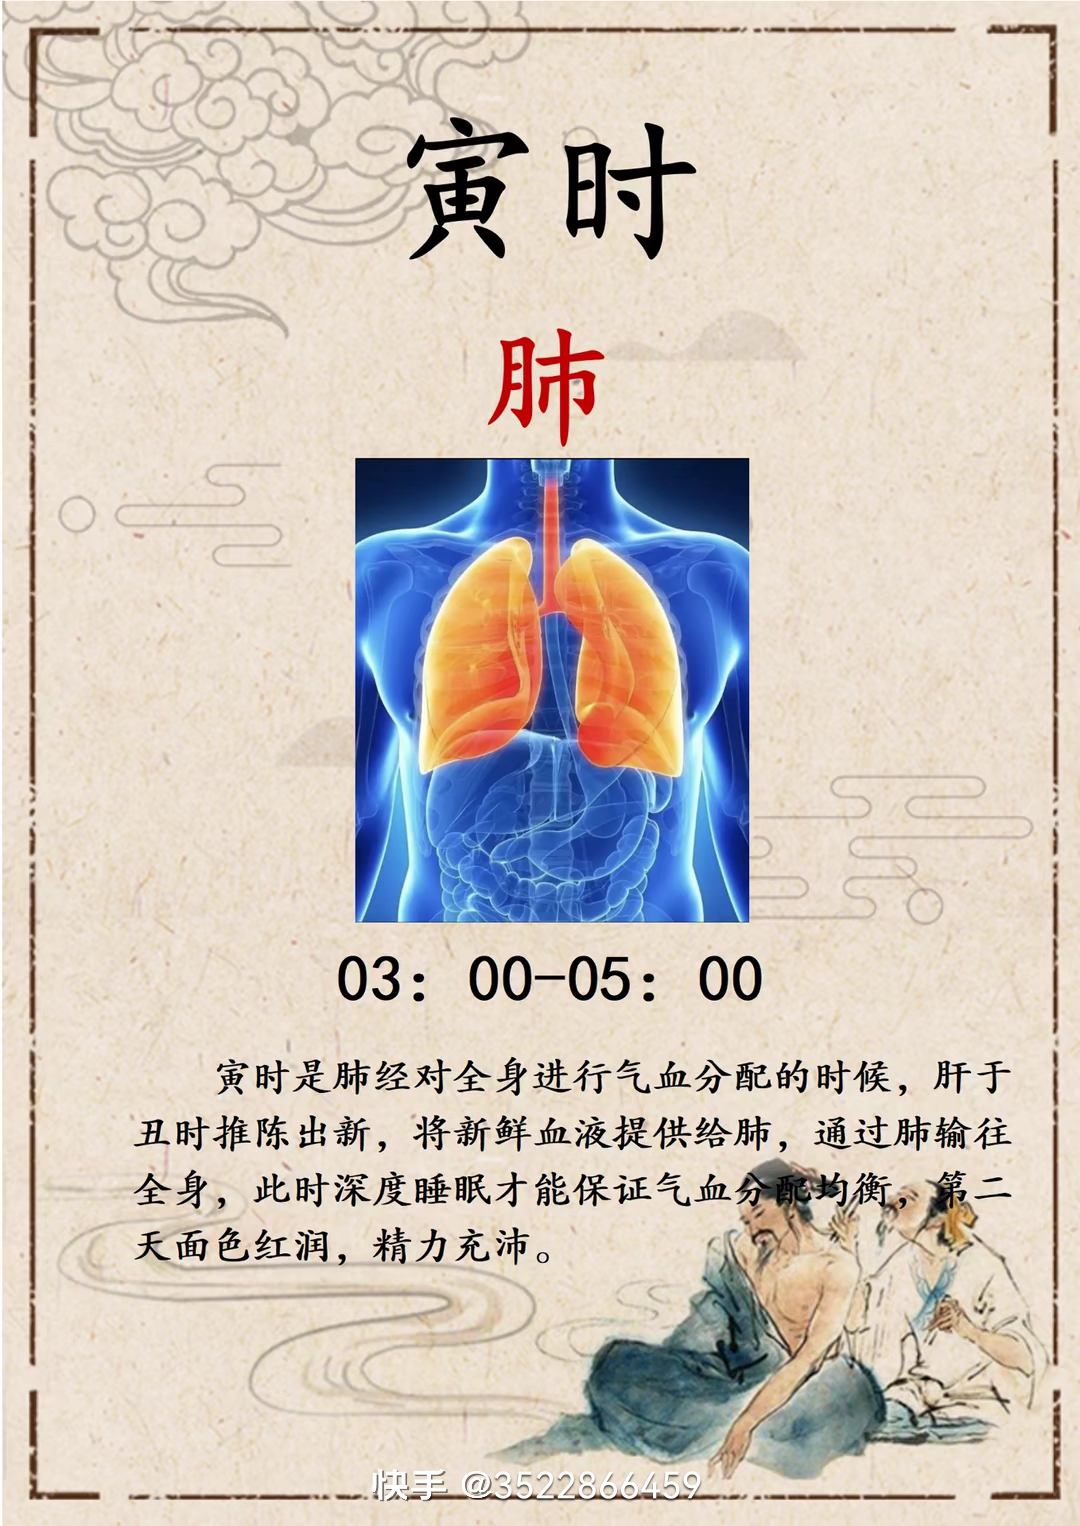 寅时
肺
03：00-05：00
寅时是肺经对全身进行气血分配的时候，肝于
丑时推陈出新，将新鲜血液提供给肺，通过肺输往
全身，此时深度睡眠才能保证气血分配均衡，第二
天面色红润，精力充沛。
快手 @3522866459